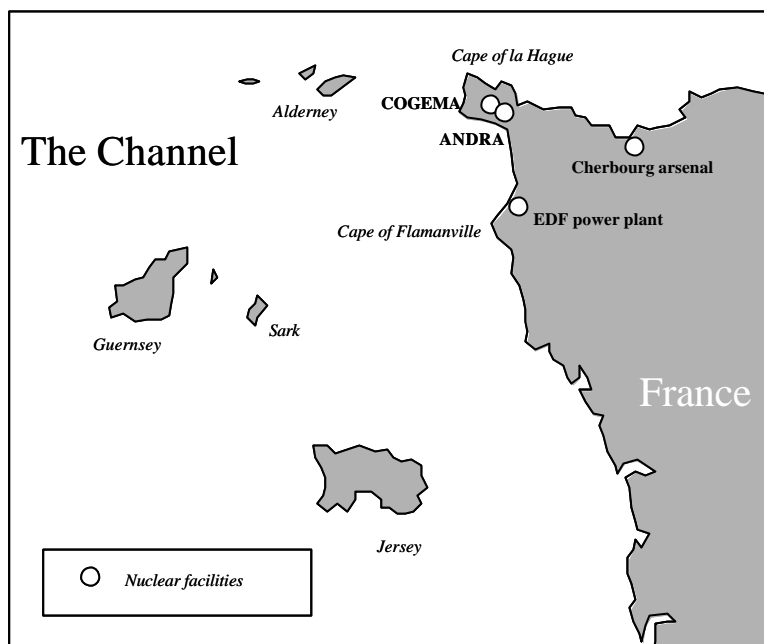 Cape of la Hague
COGEMA
Alderney
ANDRA
The Channel
Cherbourg arsenal
EDF power plant
Cape of Flamanville
Sark
Guernsey
France
Jersey
Nuclear facilities